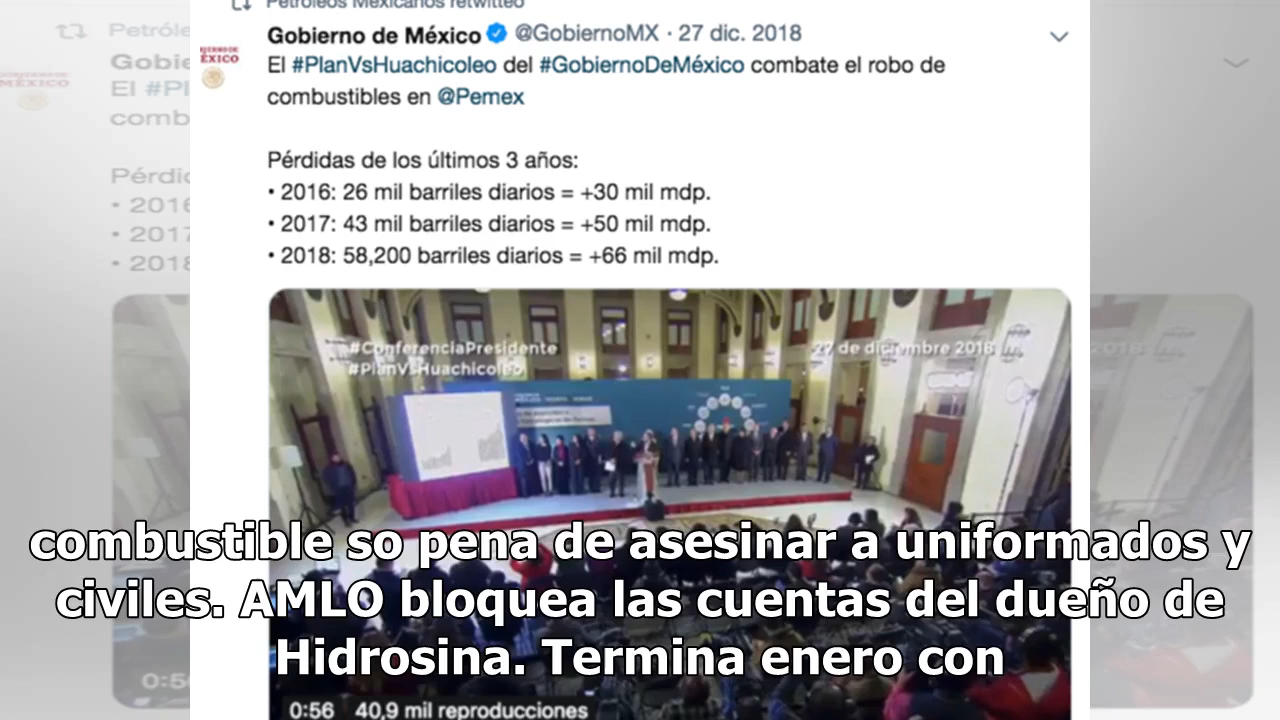 Petróleos Mexicanos retwitteó
Gobierno de México @GobiernoMX · 27 dic. 2018
El #PlanVsHuachicoleo del #GobiernoDeMéxico combate el robo de
combustibles en @Pemex
Pérdidas de los últimos 3 años:
• 2016: 26 mil barriles diarios = +30 mil mdp.
• 2017: 43 mil barriles diarios = +50 mil mdp.
• 2018: 58,200 barriles diarios = +66 mil mdp.
#ConferenciaPresidente
#PlanVsHuachicoleo
27 de diciembre 2018
combustible so pena de asesinar a uniformados y
civiles. AMLO bloquea las cuentas del dueño de
Hidrosina. Termina enero con
0:56 40,9 mil reproducciones